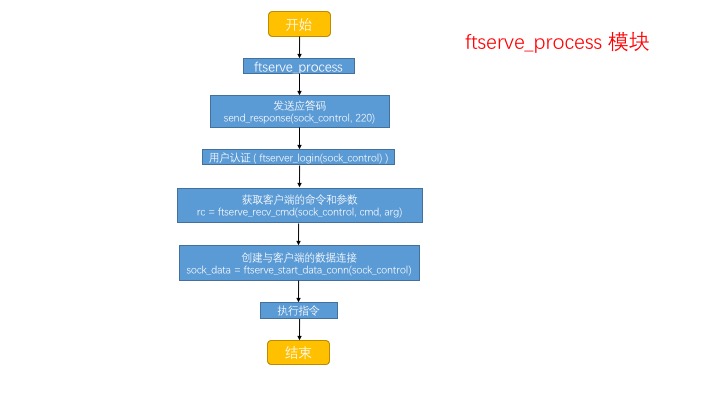 开始
ftserve_process 模块
ftserve_process
发送应答码
send_response(sock_control, 220)
用户认证 ( ftserver_login(sock_control) )
获取客户端的命令和参数
rc = ftserve_recv_cmd(sock_control, cmd, arg)
创建与客户端的数据连接
sock_data = ftserve_start_data_conn(sock_control)
执行指令
结束